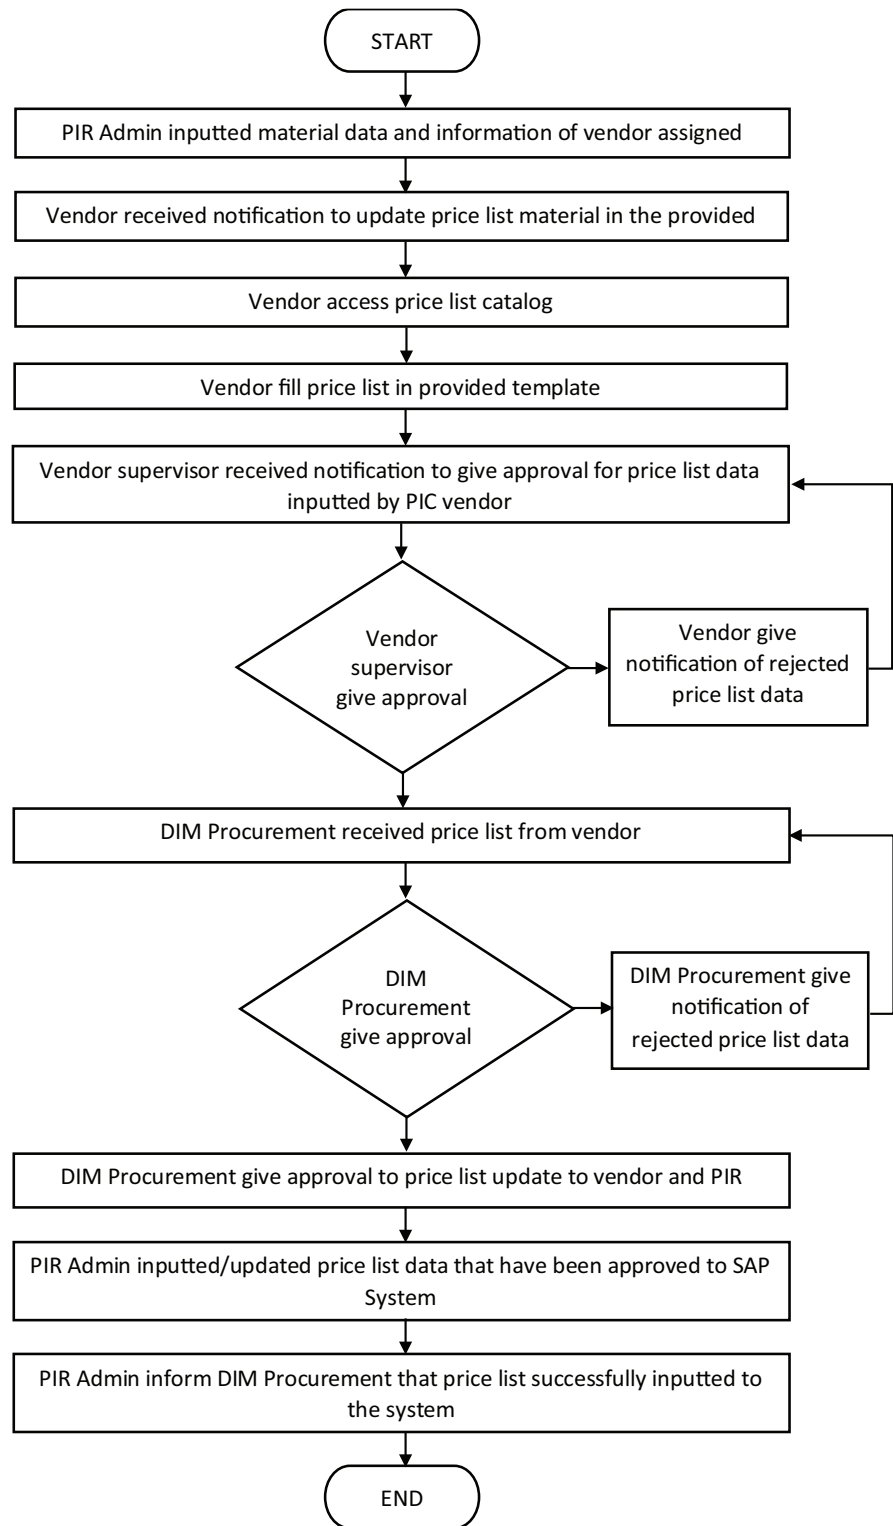 START
PIR Admin inputted material data and information of vendor assigned
Vendor received notification to update price list material in the provided
Vendor access price list catalog
Vendor fill price list in provided template
Vendor supervisor received notification to give approval for price list data
inputted by PIC vendor
Vendor
supervisor
give approval
Vendor give
notification of rejected
price list data
DIM Procurement received price list from vendor
DIM
Procurement
give approval
DIM Procurement give
notification of
rejected price list data
DIM Procurement give approval to price list update to vendor and PIR
PIR Admin inputted/updated price list data that have been approved to SAP
System
PIR Admin inform DIM Procurement that price list successfully inputted to
the system
END